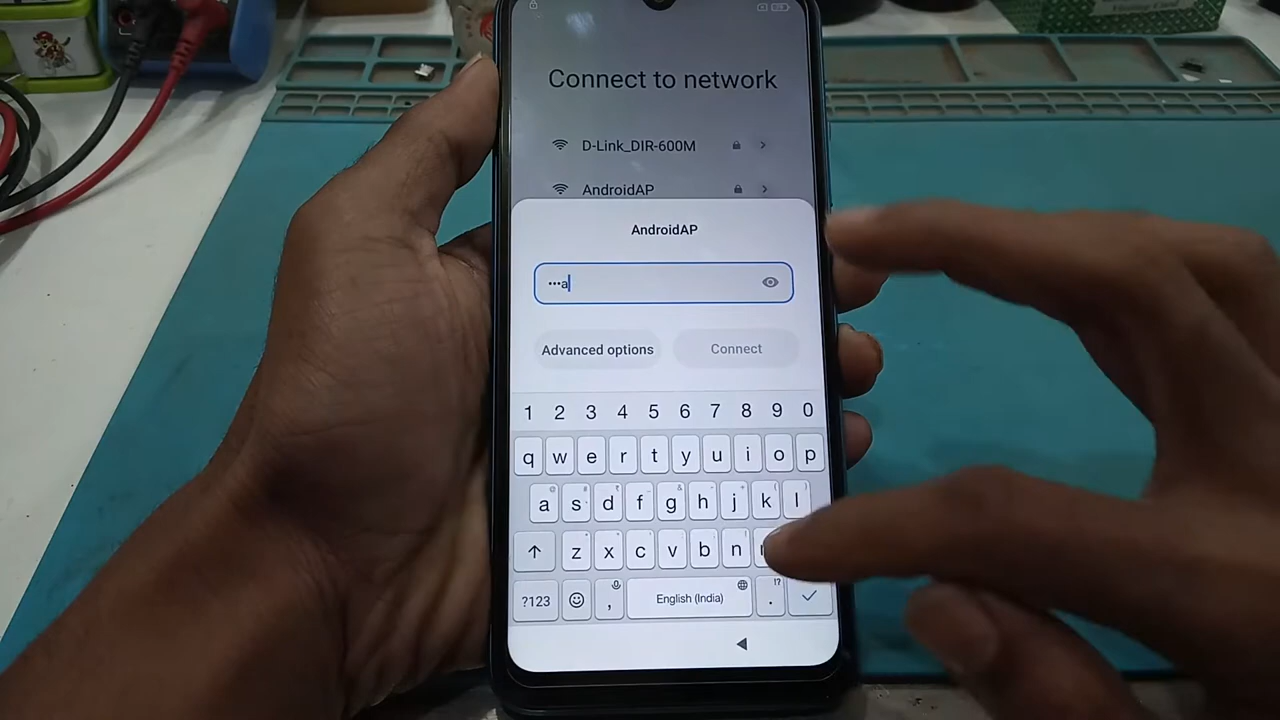 Connect to network
D-Link_DIR-600M
AndroidAP
AndroidAP
•••a
Advanced options
Connect
1 2 3 4 5 6 7 8 9 0
q w e r t y u i o p
a s d f g h j k l
z x c v b n
?123 , English (India) .